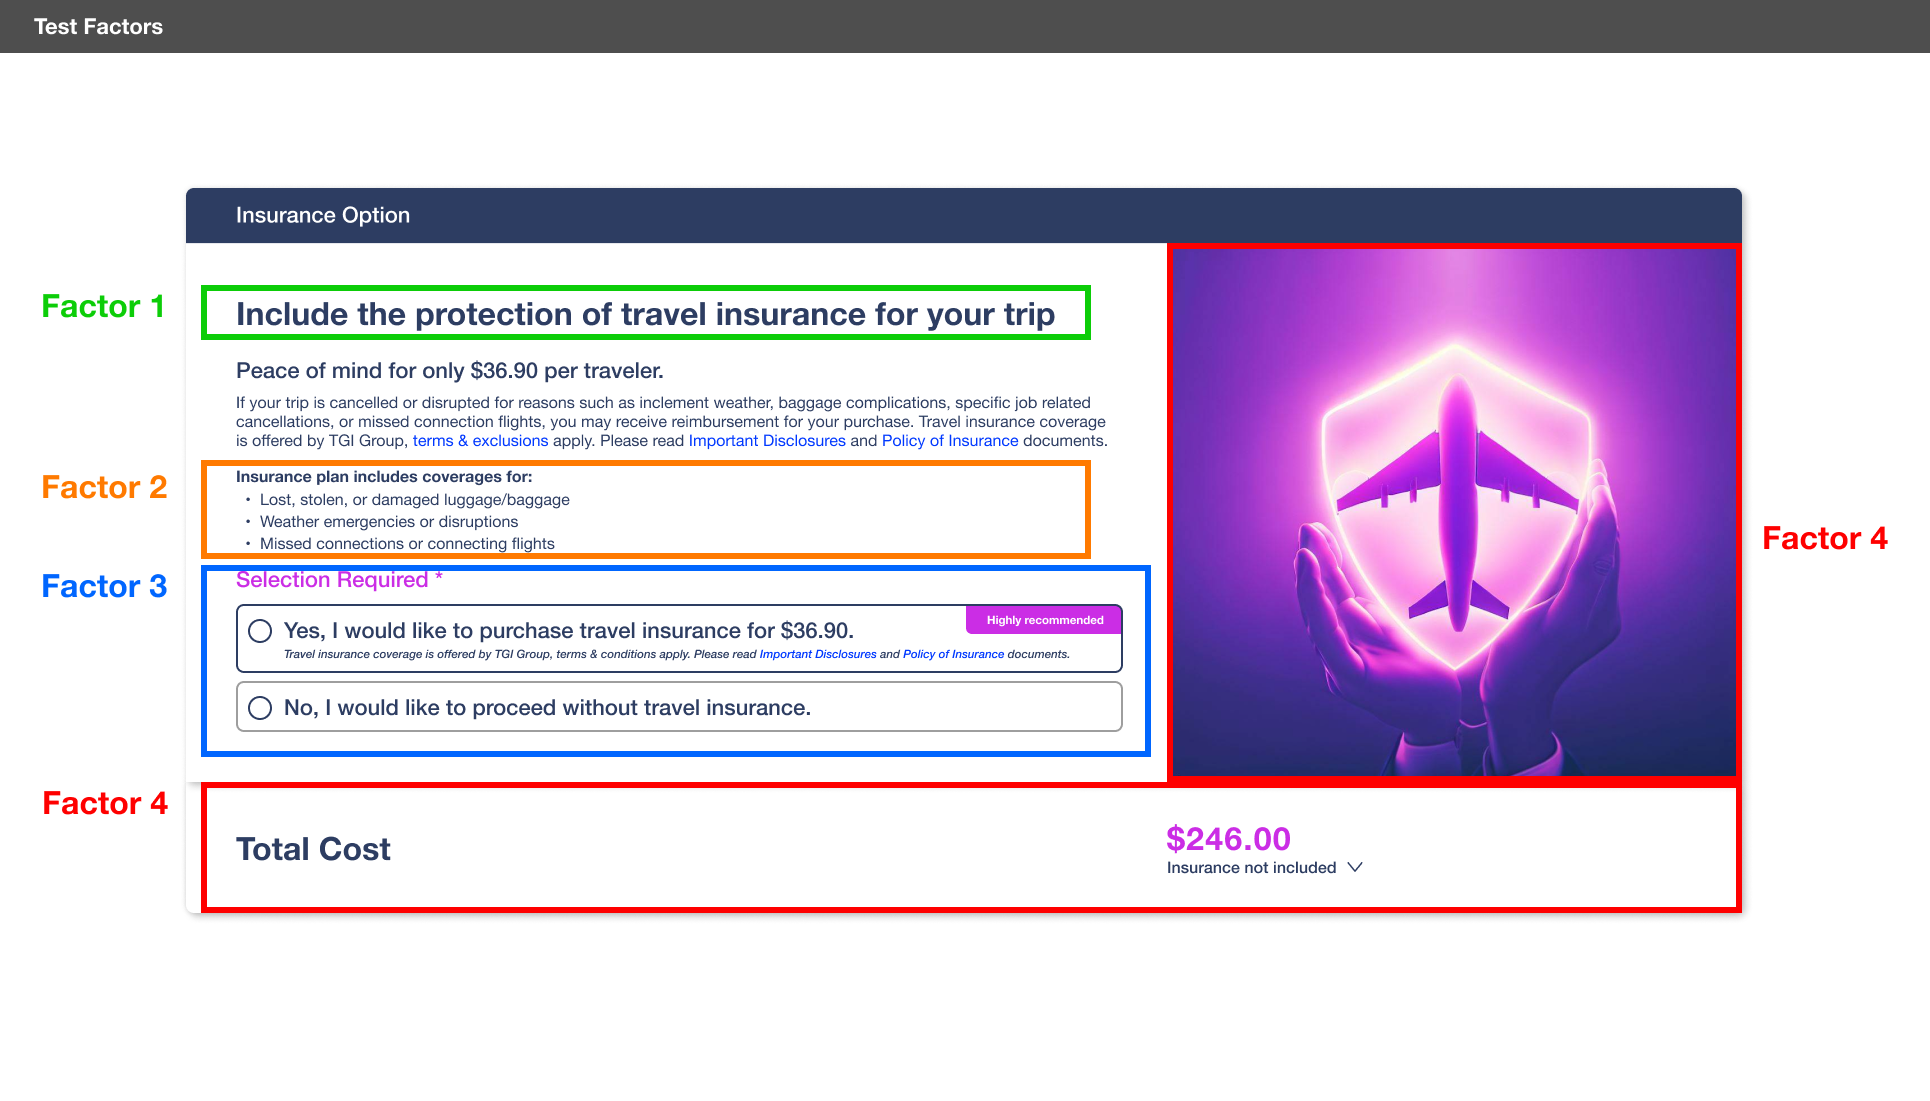 Test Factors
Insurance Option
Factor 1
Include the protection of travel insurance for your trip
Peace of mind for only $36.90 per traveler.
If your trip is cancelled or disrupted for reasons such as inclement weather, baggage complications, specific job related
cancellations, or missed connection flights, you may receive reimbursement for your purchase. Travel insurance coverage
is offered by TGI Group, terms & exclusions apply. Please read Important Disclosures and Policy of Insurance documents.
Factor 2
Insurance plan includes coverages for:
• Lost, stolen, or damaged luggage/baggage
• Weather emergencies or disruptions
• Missed connections or connecting flights
Factor 4
Factor 3
Selection Required *
Highly recommended
Yes, I would like to purchase travel insurance for $36.90.
Travel insurance coverage is offered by TGI Group, terms & conditions apply. Please read Important Disclosures and Policy of Insurance documents.
No, I would like to proceed without travel insurance.
Factor 4
Total Cost
$246.00
Insurance not included